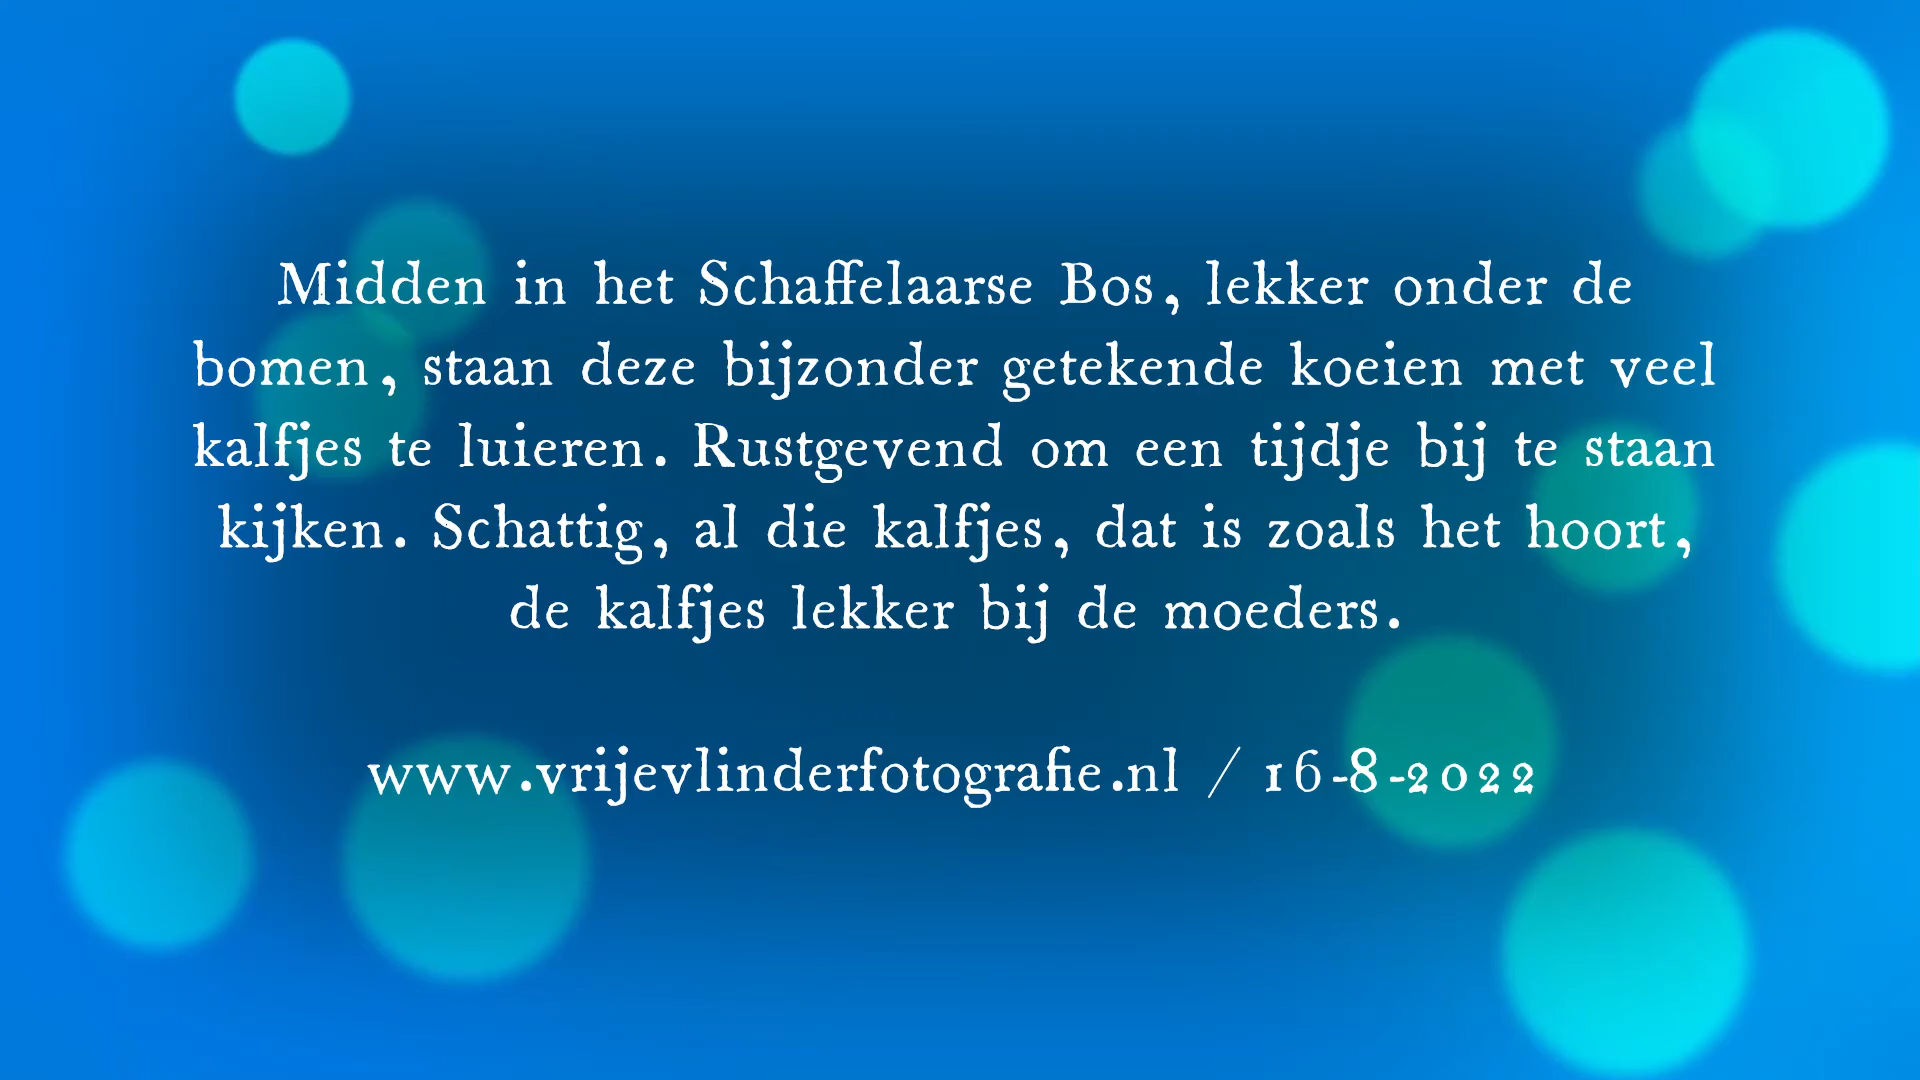 Midden in het Schaffelaarse Bos, lekker onder de
bomen, staan deze bijzonder getekende koeien met veel
kalfjes te luieren. Rustgevend om een tijdje bij te staan
kijken. Schattig, al die kalfjes, dat is zoals het hoort,
de kalfjes lekker bij de moeders.
www.vrijevlinderfotografie.nl / 16-8-2022